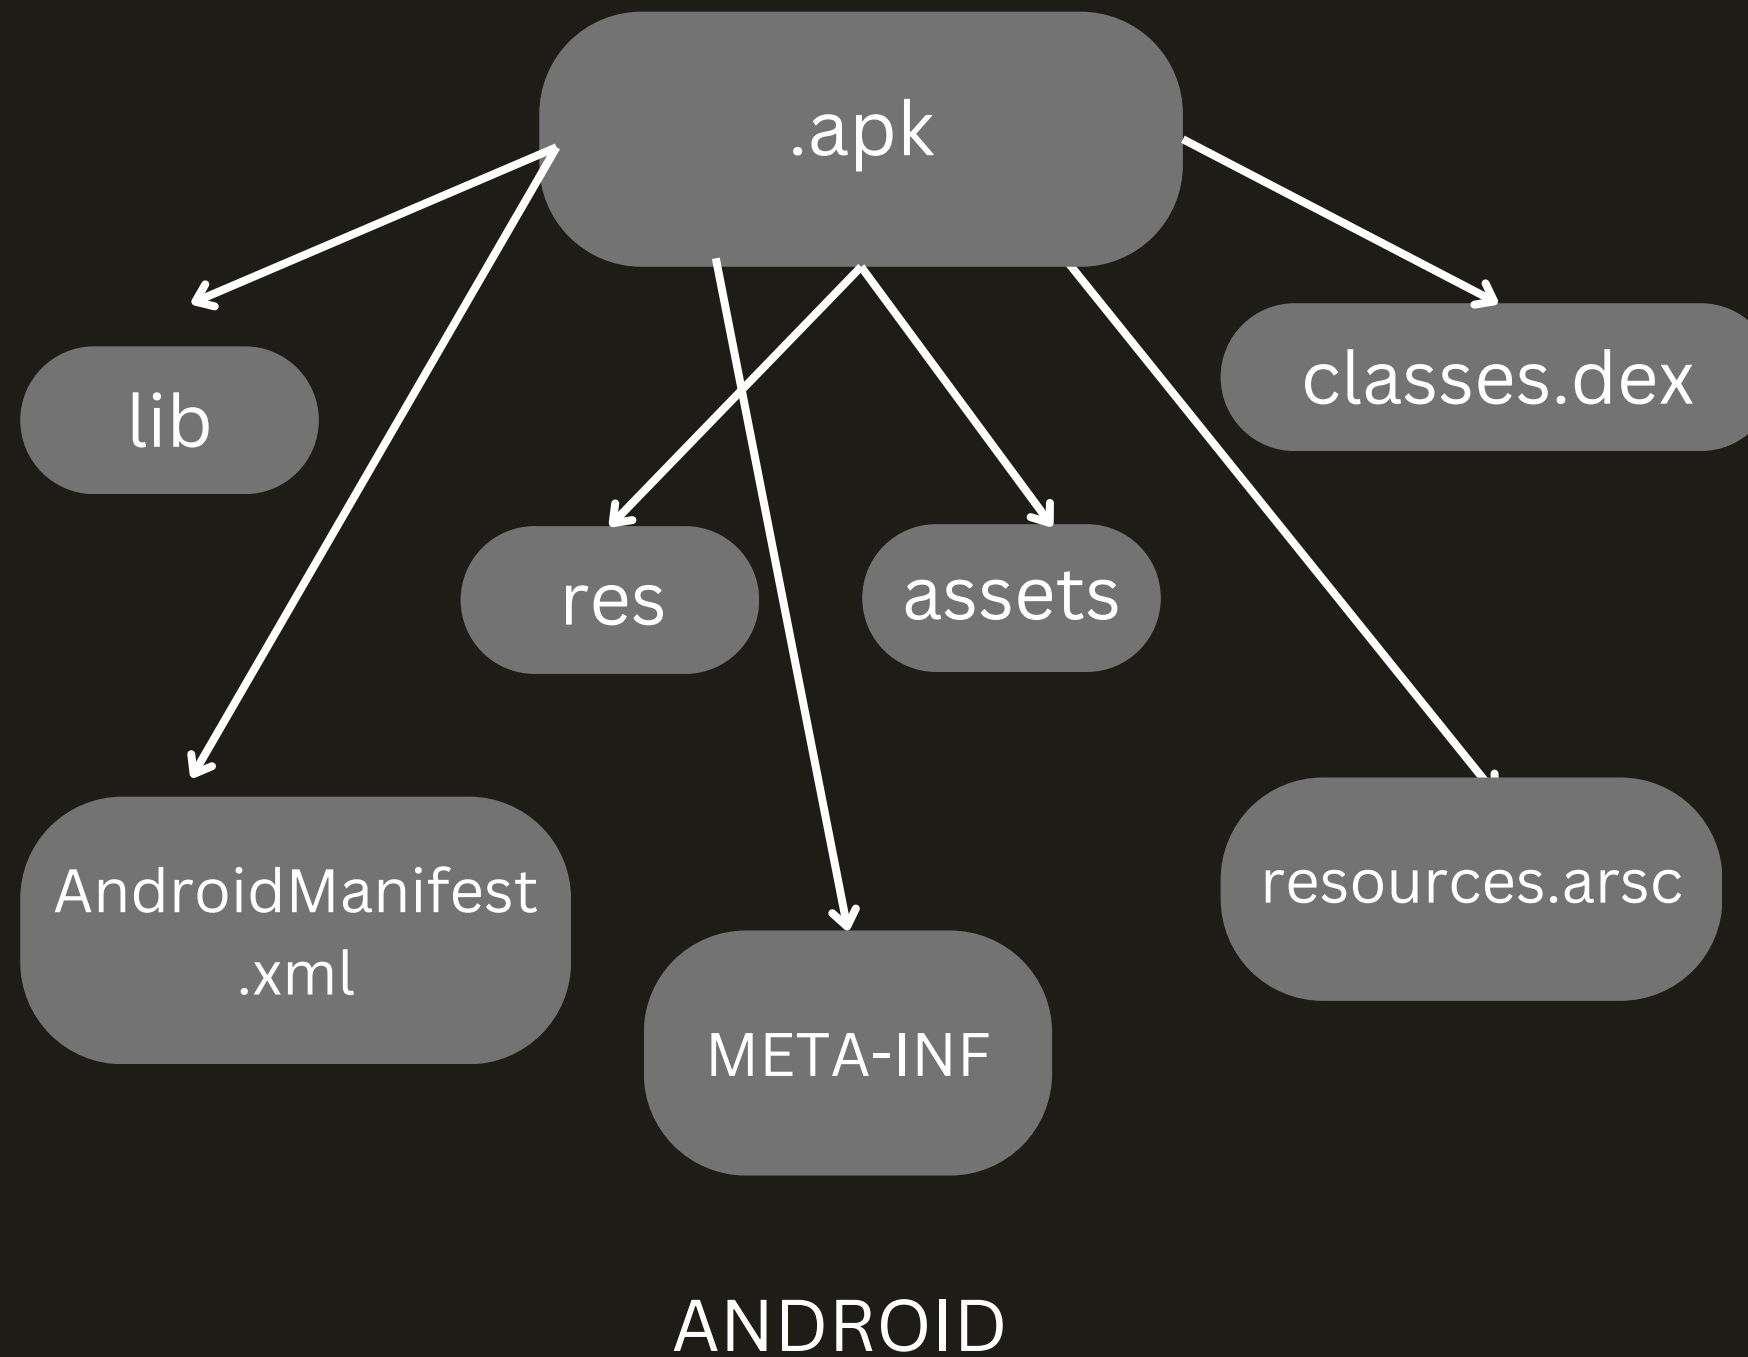 .apk
classes.dex
lib
res
assets
AndroidManifest
.xml
resources.arsc
META-INF
ANDROID